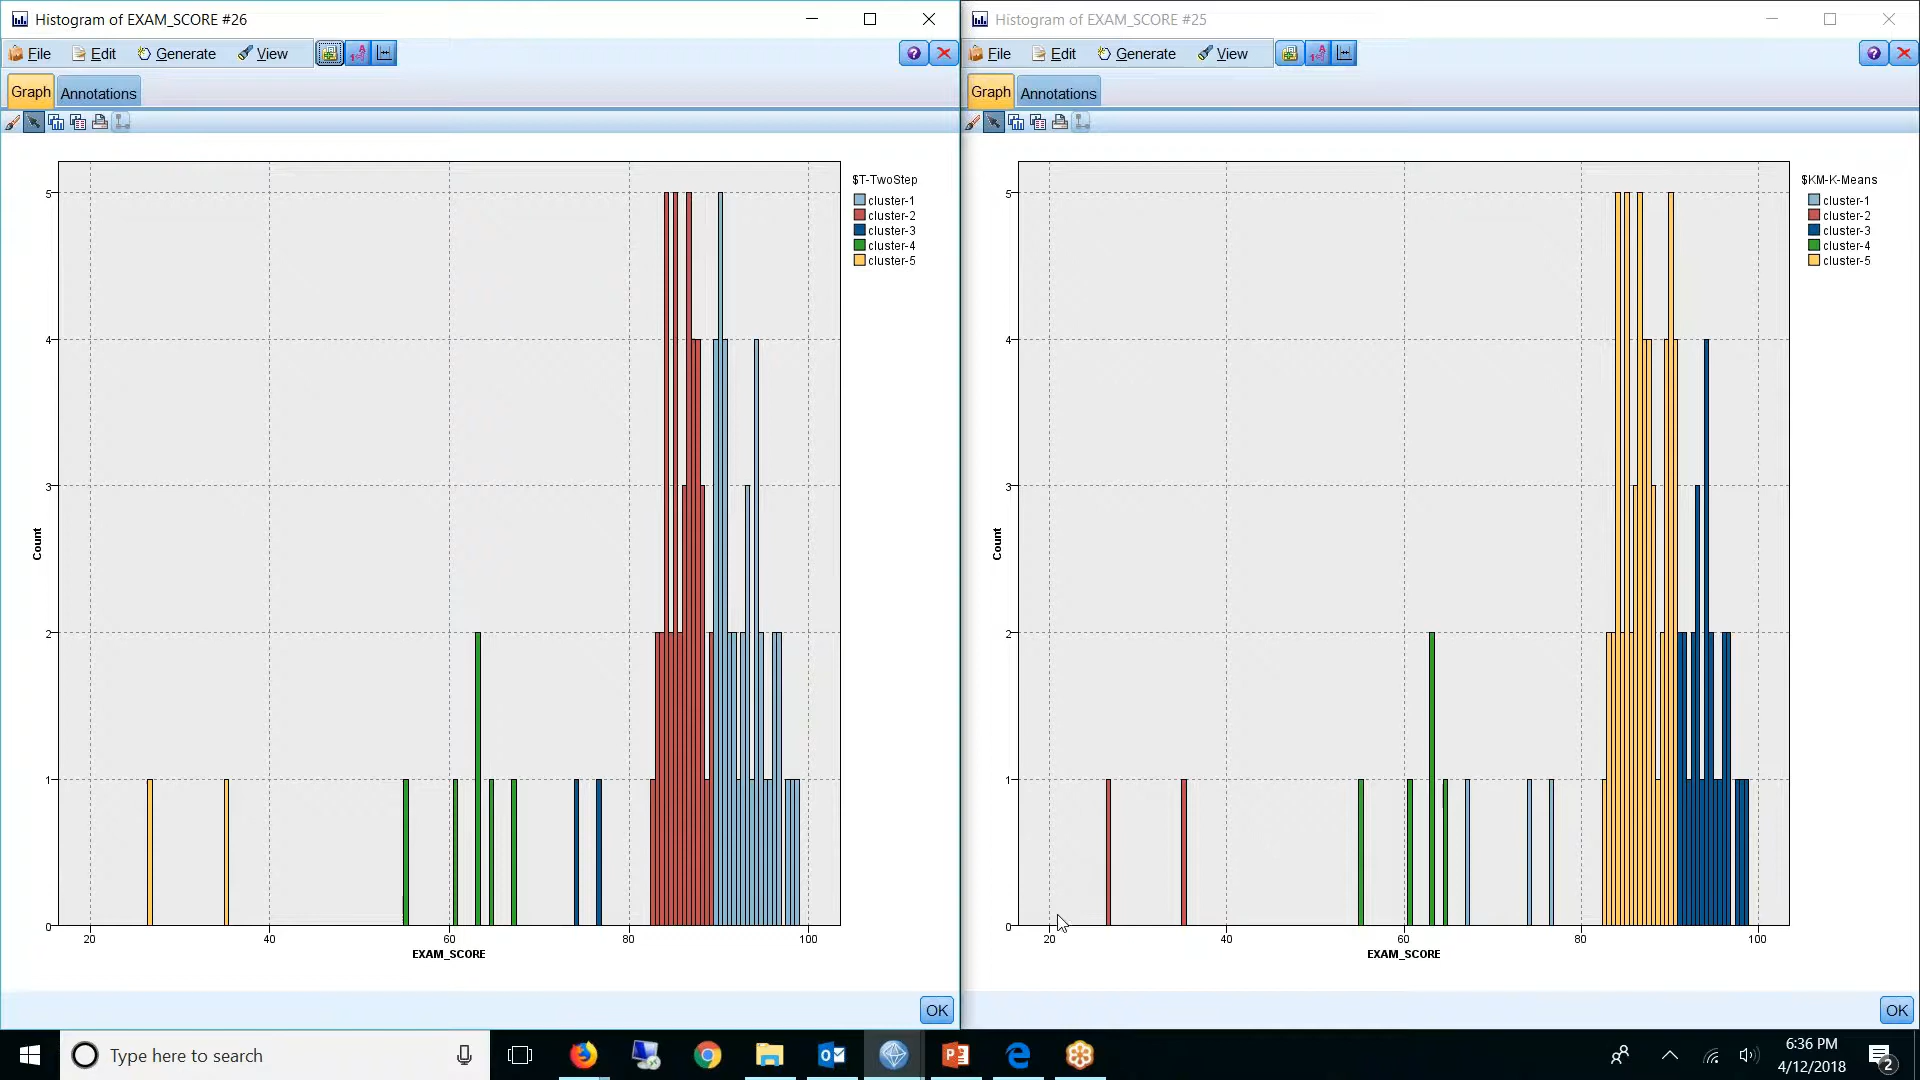 Histogram of EXAM_SCORE #26
File Edit Generate View
Graph Annotations
5
4
3
2
1
0
Count
20 40 60 80 100
EXAM_SCORE
$T-TwoStep
cluster-1
cluster-2
cluster-3
cluster-4
cluster-5
OK
Histogram of EXAM_SCORE #25
File Edit Generate View
Graph Annotations
5
4
3
2
1
0
Count
20 40 60 80 100
EXAM_SCORE
$KM-K-Means
cluster-1
cluster-2
cluster-3
cluster-4
cluster-5
OK
Type here to search
6:36 PM
4/12/2018
2